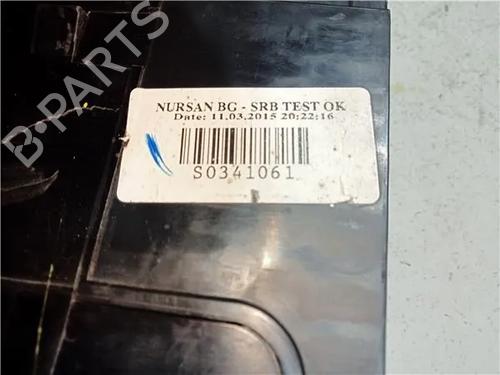 NURSAN BG - SRB TEST OK
Date: 11.03.2015 20:22:16
S0341061
B-PARTS